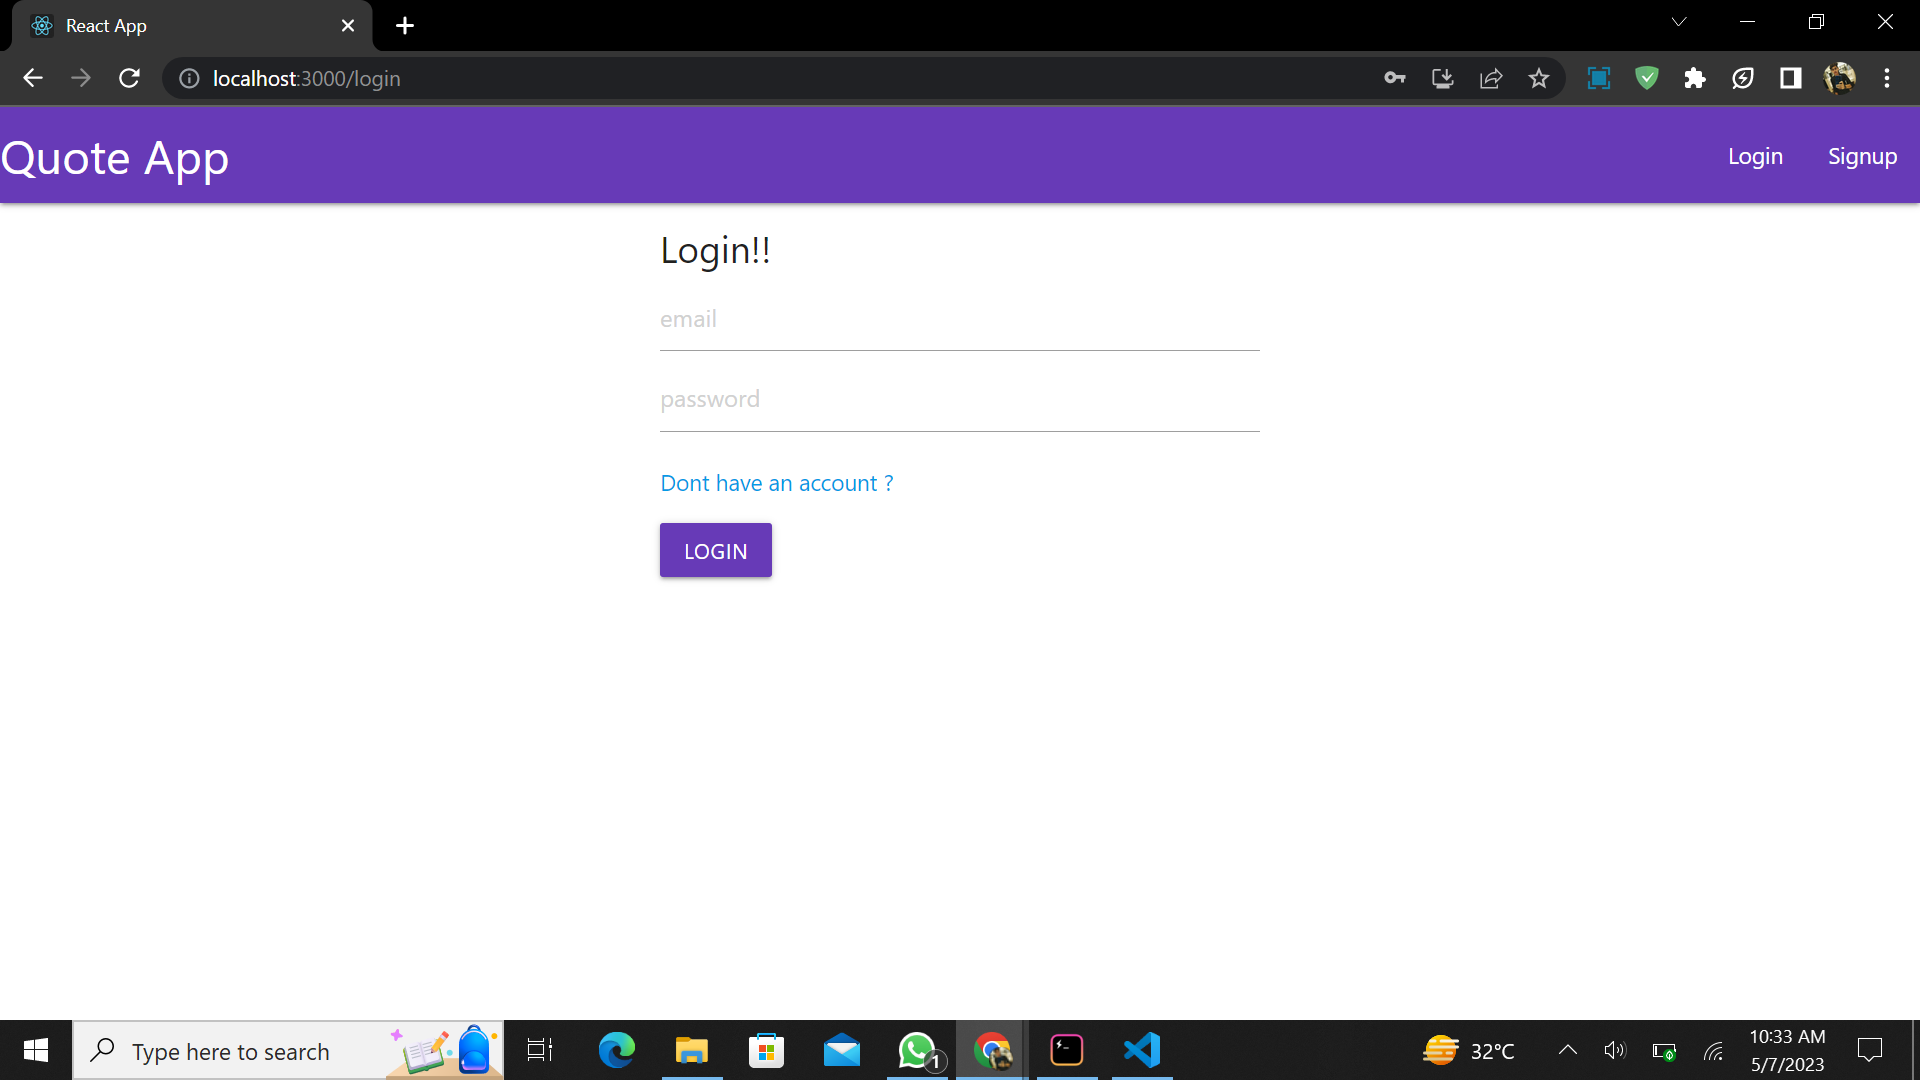 React App
localhost:3000/login
Quote App
Login
Signup
Login!!
email
password
Dont have an account ?
LOGIN
Type here to search
1
32°C
10:33 AM
5/7/2023